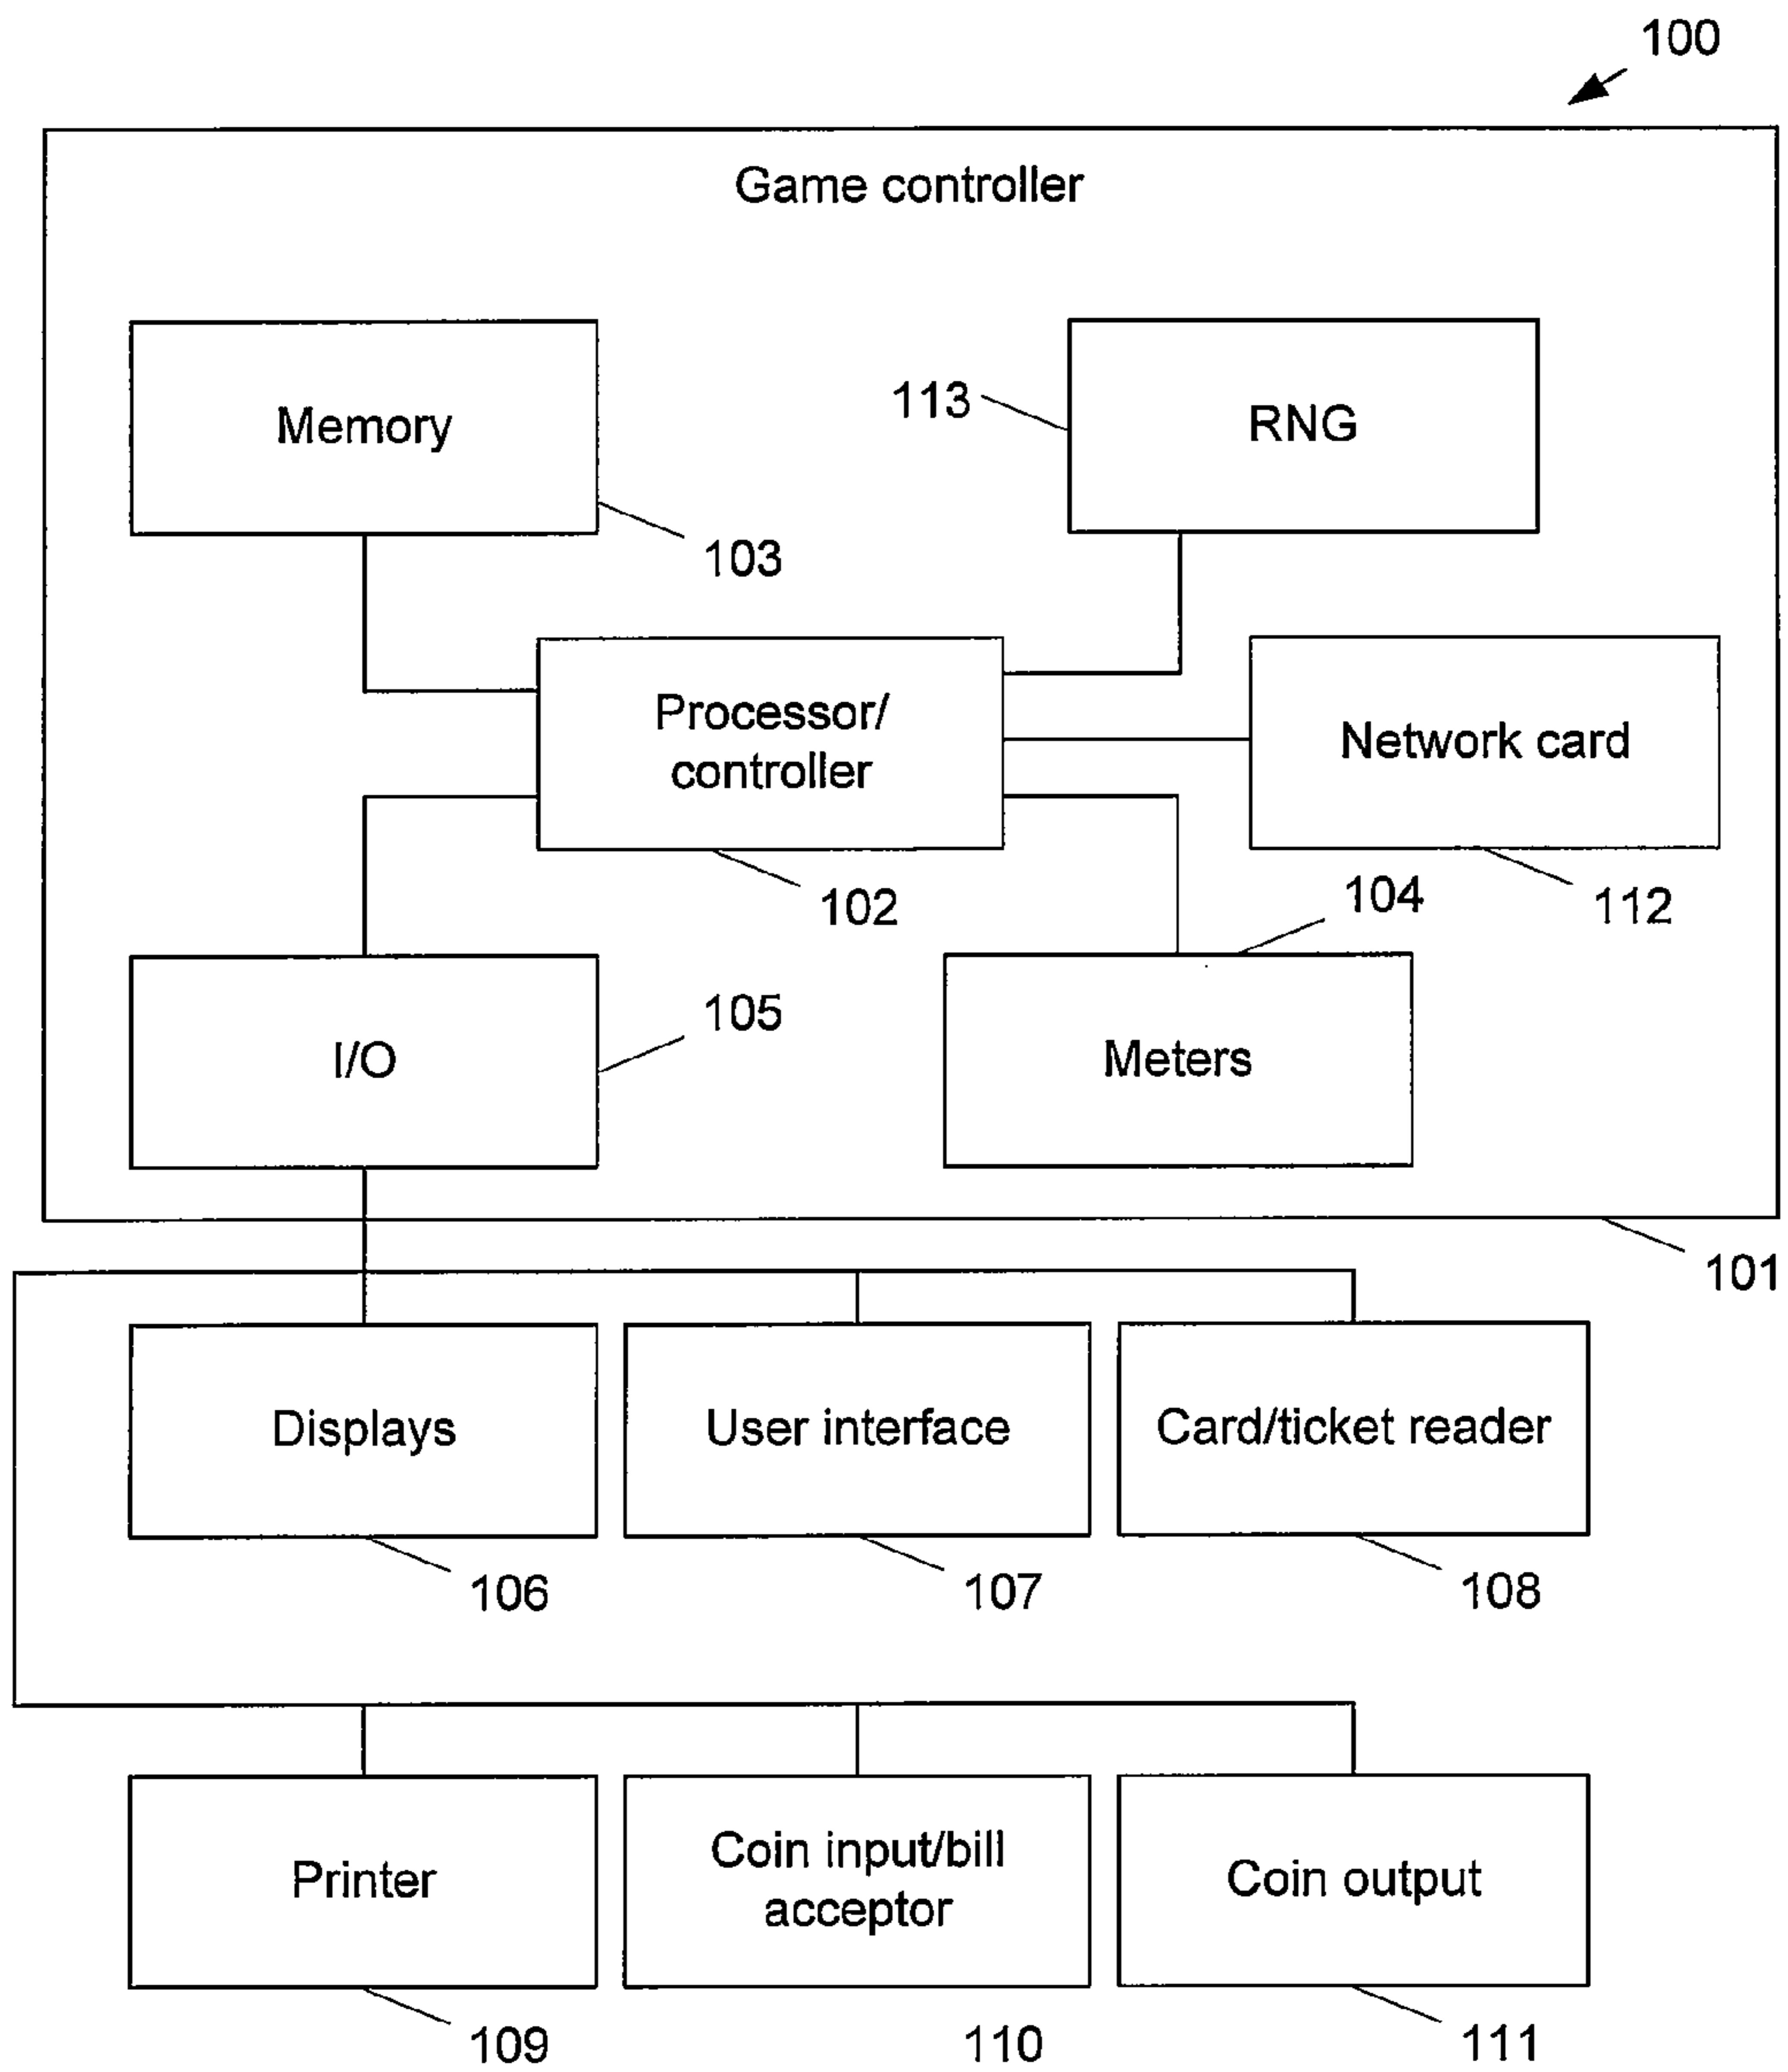 100
Game controller
Memory
113
RNG
103
Processor/
controller
Network card
102
104
112
I/O
105
Meters
101
Displays
User interface
Card/ticket reader
106
107
108
Printer
Coin input/bill
acceptor
Coin output
109
110
111